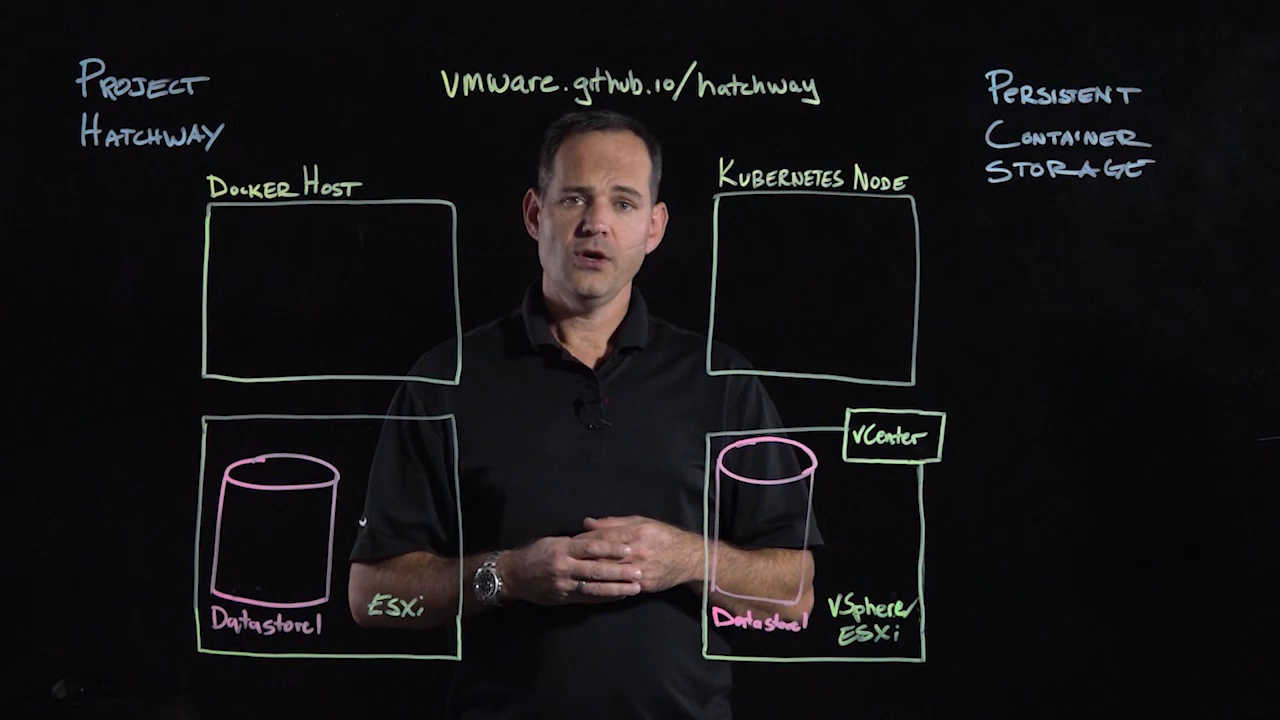 PROJECT
HATCHWAY
vmware.github.io/hatchway
PERSISTENT
CONTAINER
STORAGE
DOCKER HOST
KUBERNETES NODE
vCenter
Datastore1
ESXi
Datastore1
vSphere/
ESXi